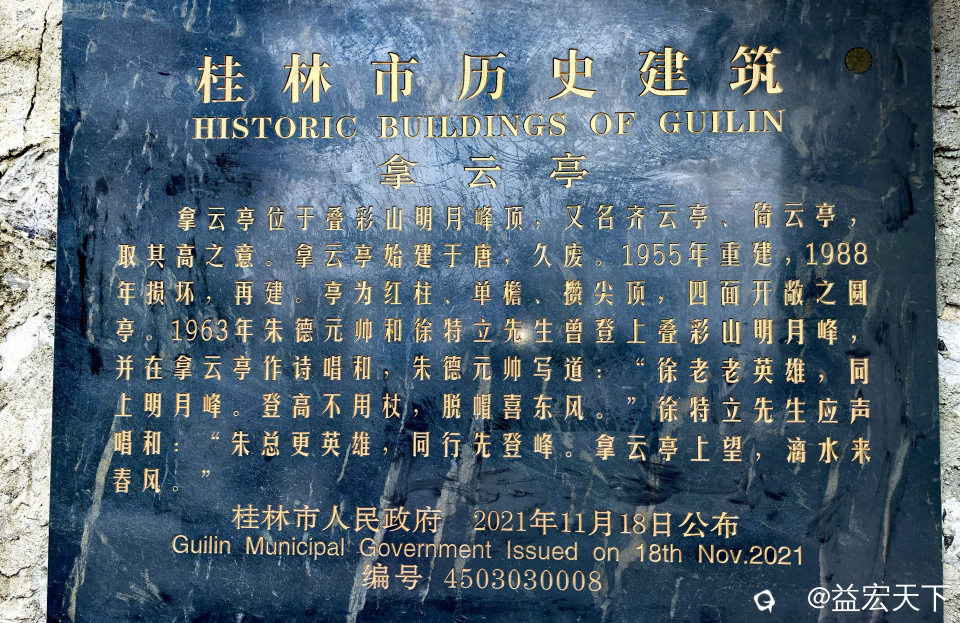 桂林市历史建筑
HISTORIC BUILDINGS OF GUILIN
拿云亭
拿云亭位于叠彩山明月峰顶，又名齐云亭、倚云亭，
取其高之意。拿云亭始建于唐，久废。1955年重建，1988
年损坏，再建。亭为红柱、单檐、攒尖顶，四面开敞之圆
亭。1963年朱德元帅和徐特立先生曾登上叠彩山明月峰，
并在拿云亭作诗唱和，朱德元帅写道：“徐老老英雄，同
上明月峰。登高不用杖，脱帽喜东风。”徐特立先生应声
唱和：“朱总更英雄，同行先登峰。拿云亭上望，漓水来
春风。”
桂林市人民政府 2021年11月18日公布
Guilin Municipal Government Issued on 18th Nov.2021
编号 4503030008
@益宏天下